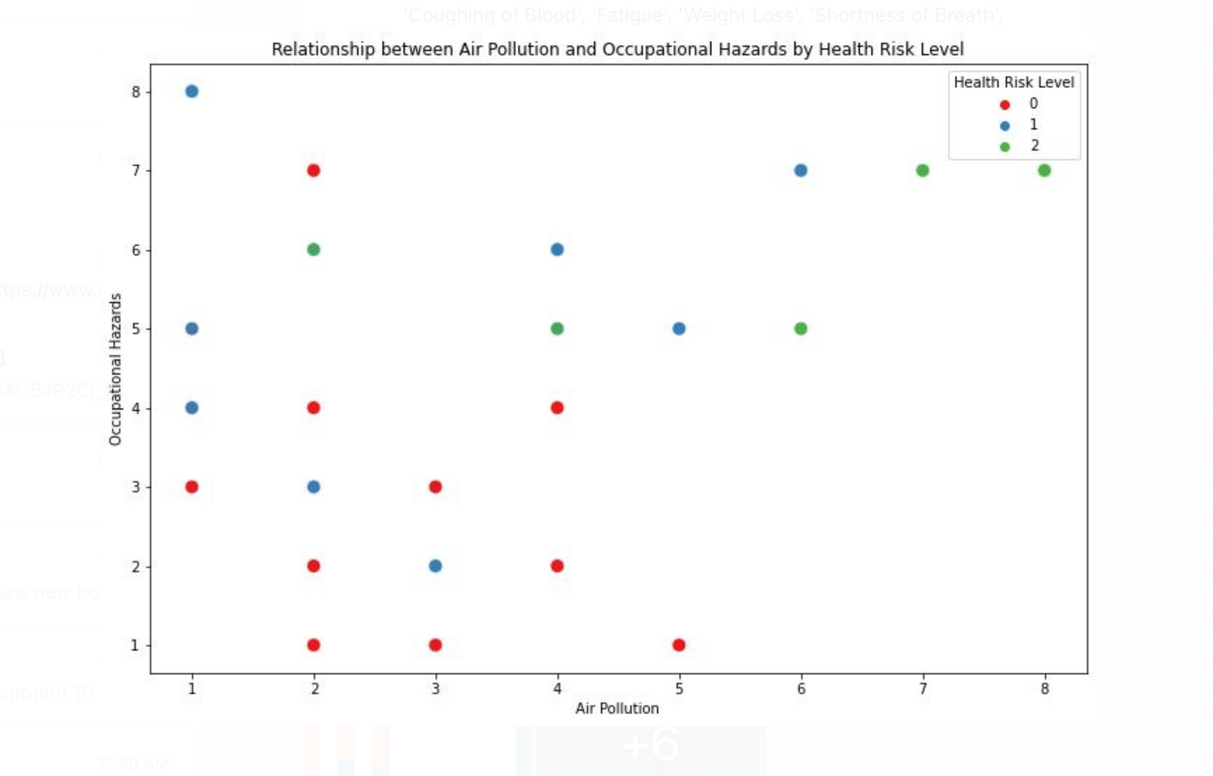 'Coughing of Blood', 'Fatigue', 'Weight Loss', 'Shortness of Breath',
Relationship between Air Pollution and Occupational Hazards by Health Risk Level
Health Risk Level
0
1
2
8
7
6
5
4
3
2
1
Occupational Hazards
1 2 3 4 5 6 7 8
Air Pollution
+6
11:40 AM